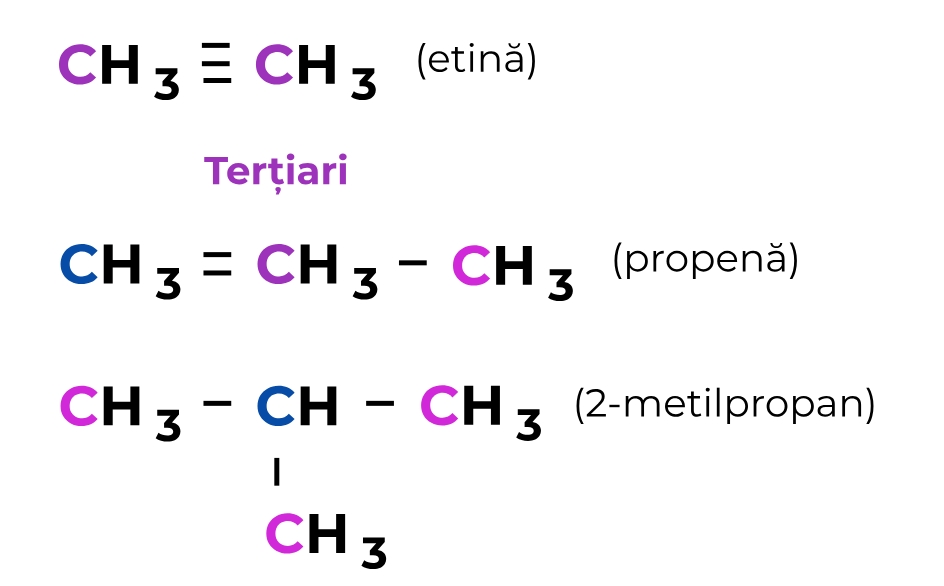 CH3 ≡ CH3 (etină)
Terțiari
CH3 = CH3 – CH3 (propenă)
CH3 – CH – CH3 (2-metilpropan)
|
CH3